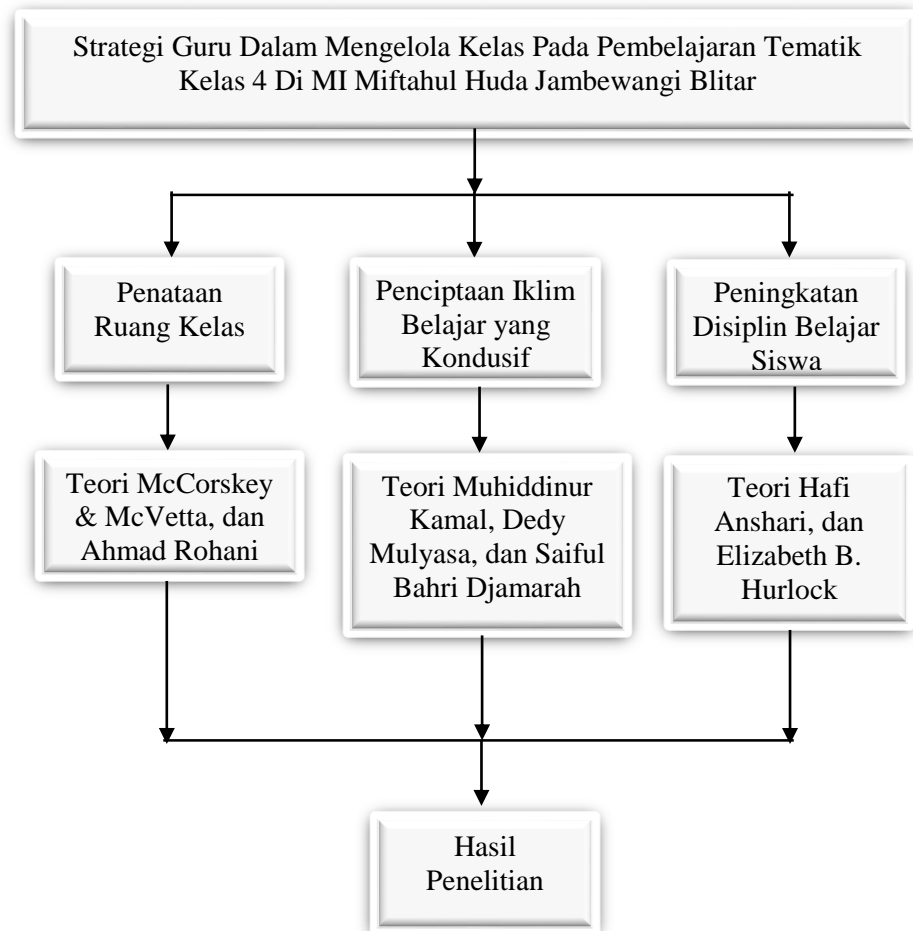 Strategi Guru Dalam Mengelola Kelas Pada Pembelajaran Tematik
Kelas 4 Di MI Miftahul Huda Jambewangi Blitar
Penataan
Ruang Kelas
Penciptaan Iklim
Belajar yang
Kondusif
Peningkatan
Disiplin Belajar
Siswa
Teori McCorskey
& McVetta, dan
Ahmad Rohani
Teori Muhiddinur
Kamal, Dedy
Mulyasa, dan Saiful
Bahri Djamarah
Teori Hafi
Anshari, dan
Elizabeth B.
Hurlock
Hasil
Penelitian